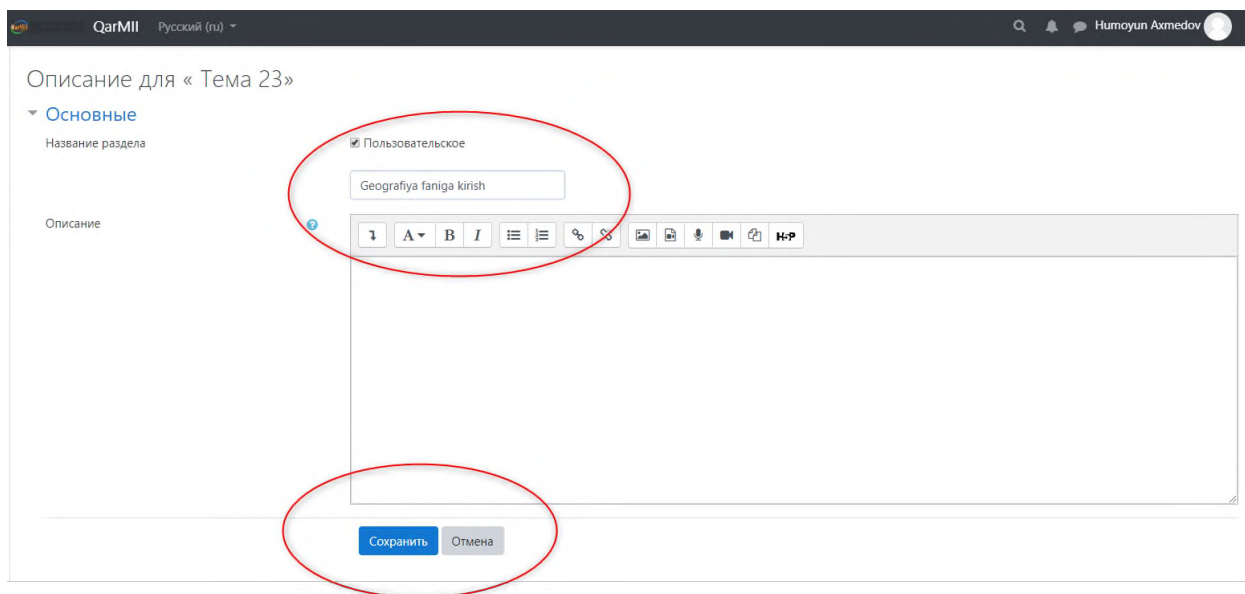 QarMII Русский (ru) Humoyun Axmedov
Описание для « Тема 23»
Основные
Название раздела
Пользовательское
Geografiya faniga kirish
Описание
A B I H5P
Сохранить Отмена